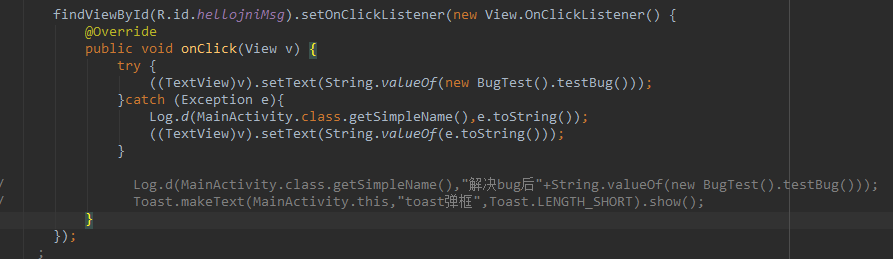 findViewById(R.id.hellojniMsg).setOnClickListener(new View.OnClickListener() {
@Override
public void onClick(View v) {
try {
((TextView)v).setText(String.valueOf(new BugTest().testBug()));
}catch (Exception e){
Log.d(MainActivity.class.getSimpleName(),e.toString());
((TextView)v).setText(String.valueOf(e.toString()));
}
/ Log.d(MainActivity.class.getSimpleName(),"解决bug后"+String.valueOf(new BugTest().testBug()));
/ Toast.makeText(MainActivity.this,"toast弹框",Toast.LENGTH_SHORT).show();
}
});
;